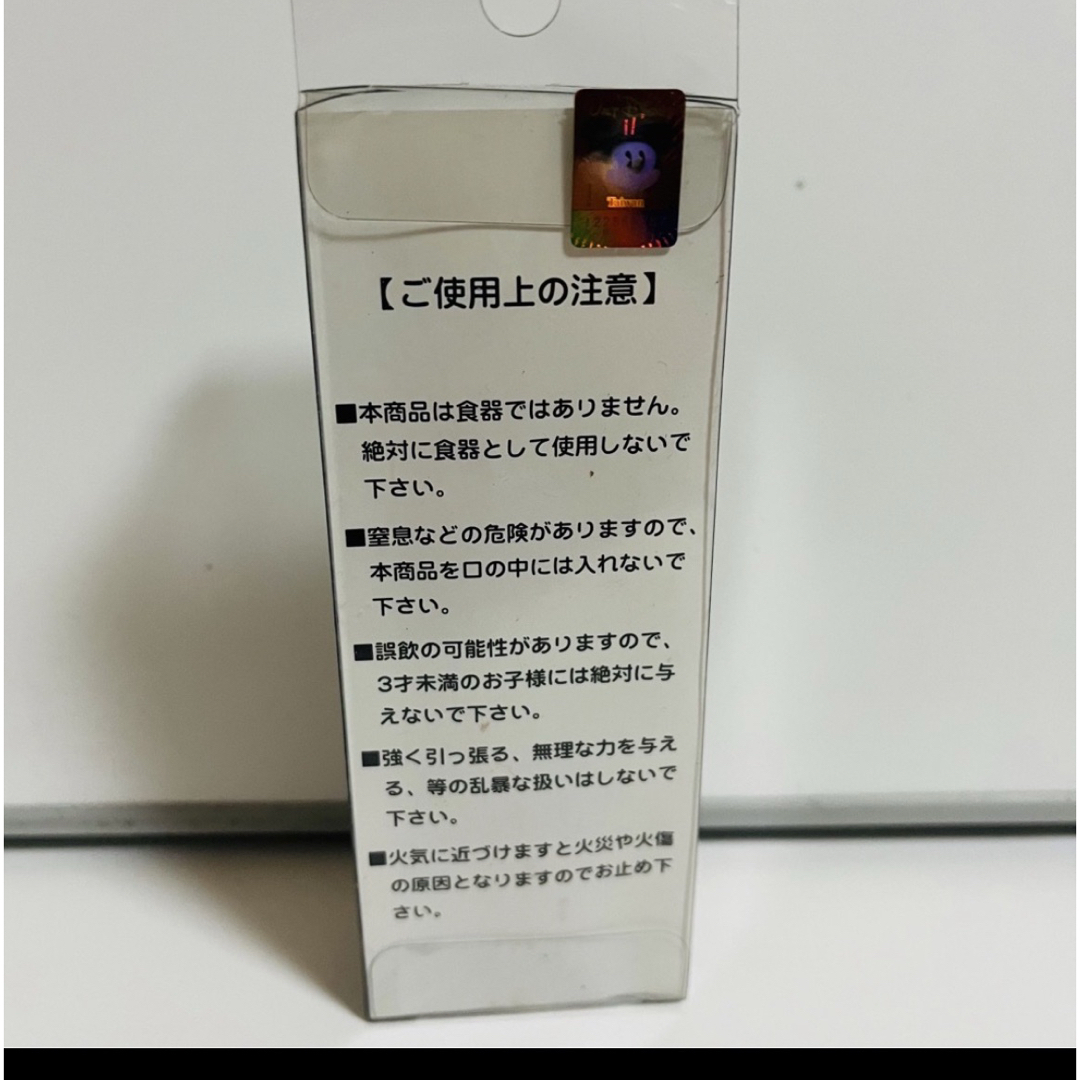 Taiwan
【ご使用上の注意】
■本商品は食器ではありません。
絶対に食器として使用しないで
下さい。
■窒息などの危険がありますので、
本商品を口の中には入れないで
下さい。
■誤飲の可能性がありますので、
3才未満のお子様には絶対に与
えないで下さい。
■強く引っ張る、無理な力を与え
る、等の乱暴な扱いはしないで
下さい。
■火気に近づけますと火災や火傷
の原因となりますのでお止め下
さい。